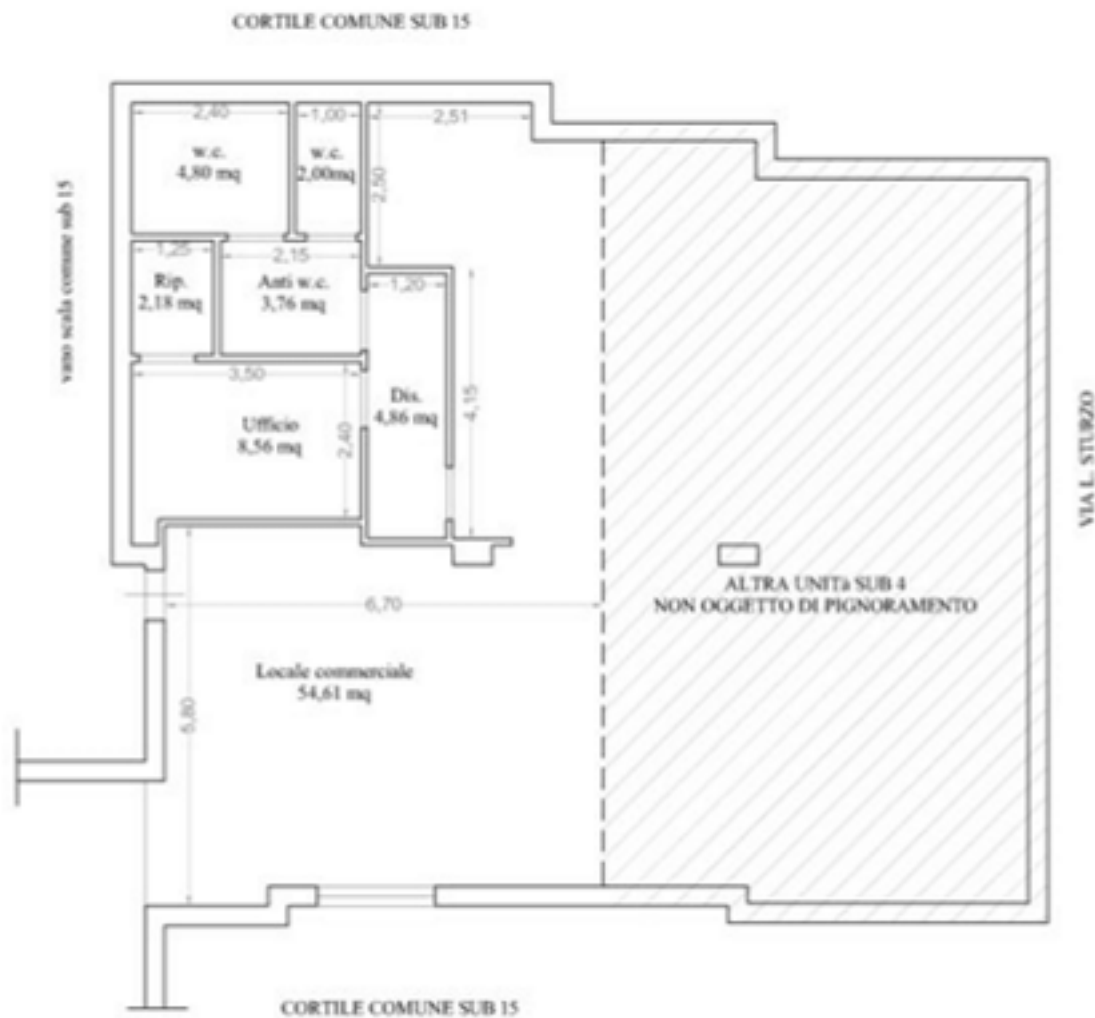 CORTILE COMUNE SUB 15
2,40
1,00
2,51
w.c.
4,80 mq
w.c.
2,00mq
2,50
vano scala comune sub 15
1,25
2,15
Rip.
2,18 mq
Anti w.c.
3,76 mq
1,20
3,50
Ufficio
8,56 mq
2,40
Dis.
4,86 mq
4,15
VIA L. STURZO
ALTRA UNITà SUB 4
NON OGGETTO DI PIGNORAMENTO
6,70
Locale commerciale
54,61 mq
5,80
CORTILE COMUNE SUB 15